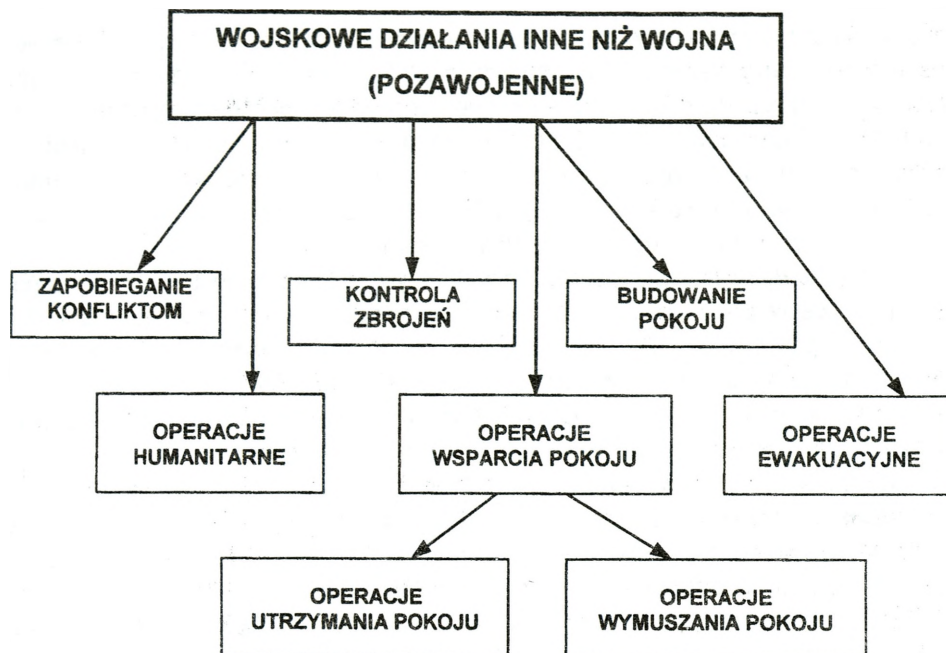 WOJSKOWE DZIAŁANIA INNE NIŻ WOJNA
(POZAWOJENNE)
ZAPOBIEGANIE
KONFLIKTOM
KONTROLA
ZBROJEŃ
BUDOWANIE
POKOJU
OPERACJE
HUMANITARNE
OPERACJE
WSPARCIA POKOJU
OPERACJE
EWAKUACYJNE
OPERACJE
UTRZYMANIA POKOJU
OPERACJE
WYMUSZANIA POKOJU